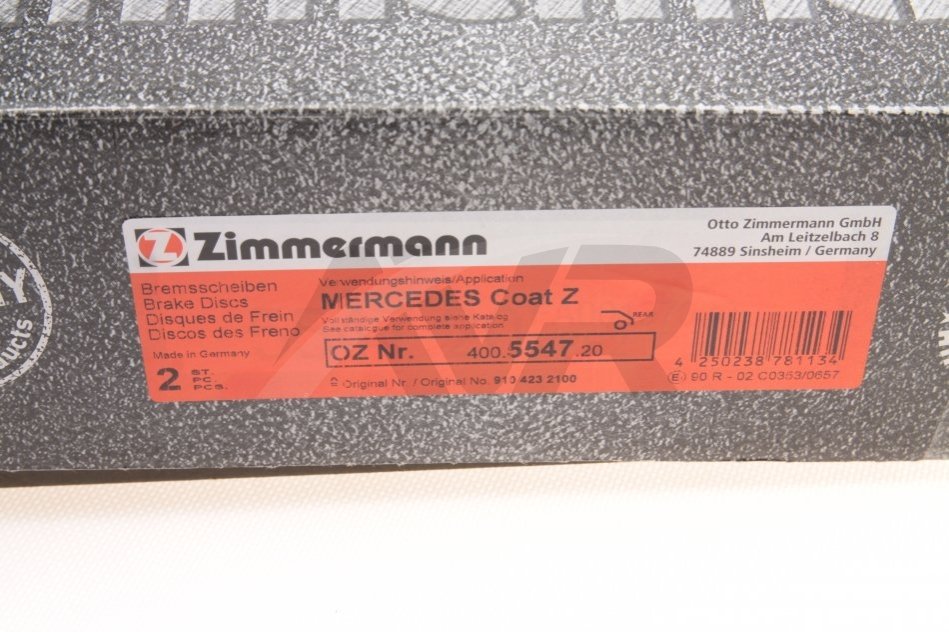 Zimmermann
Otto Zimmermann GmbH
Am Leitzelbach 8
74889 Sinsheim / Germany
Bremsscheiben
Brake Discs
Disques de Frein
Discos des Freno
Made in Germany
2 ST.
PC.
PCS.
Verwendungshinweis/Application
MERCEDES Coat Z
Vollständige Verwendung siehe Katalog
See catalogue for complete application
REAR
OZ Nr. 400.5547.20
Original Nr. / Original No. 910 423 2100
4 250238 781134
E1 90 R - 02 C0353/0657
AVR